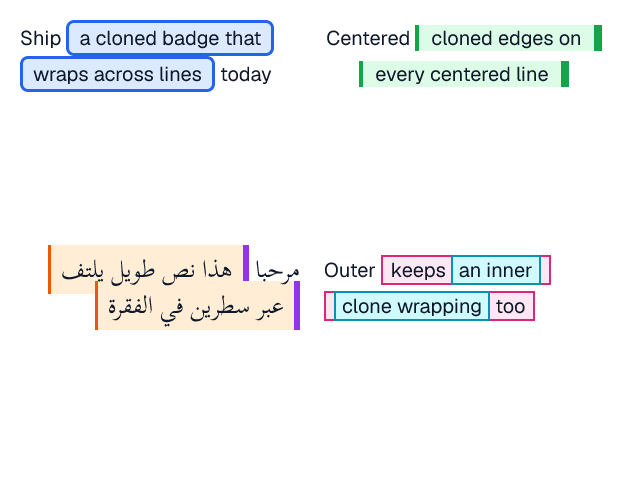 Ship a cloned badge that
wraps across lines today
Centered cloned edges on
every centered line
مرحبا هذا نص طويل يلتف
عبر سطرين في الفقرة
Outer keeps an inner
clone wrapping too